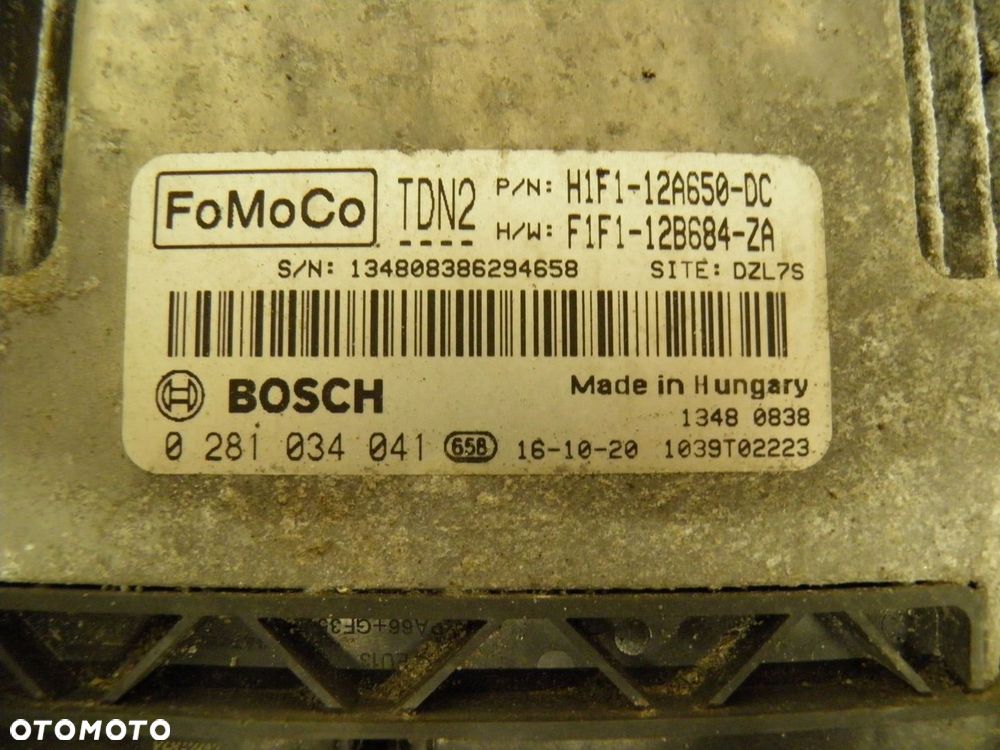 FoMoCo TDN2 P/N: H1F1-12A650-DC
H/W: F1F1-12B684-ZA
S/N: 134808386294658 SITE: DZL7S
BOSCH Made in Hungary
1348 0838
0 281 034 041 658 16-10-20 1039T02223
OTOMOTO